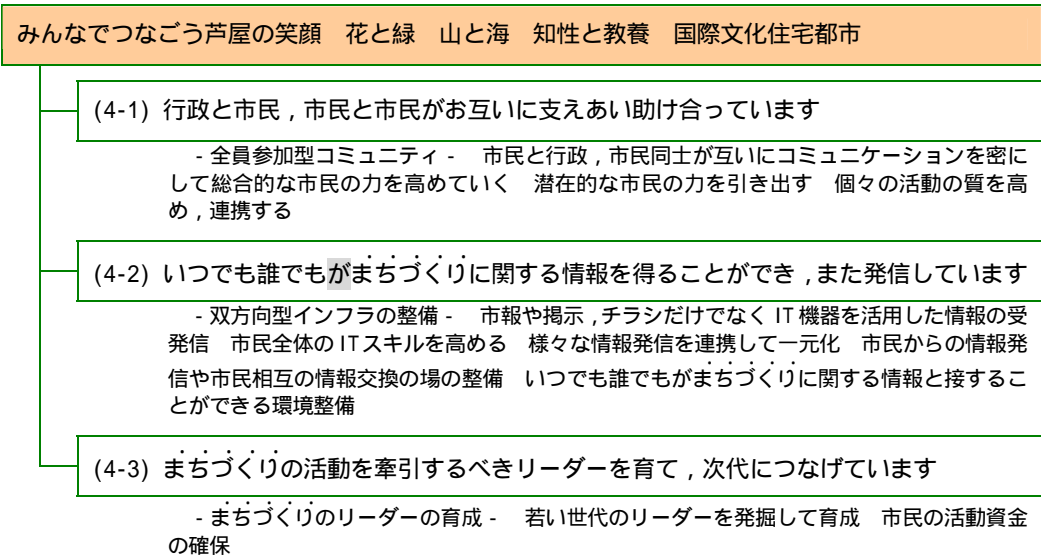 みんなでつなごう芦屋の笑顔　花と緑　山と海　知性と教養　国際文化住宅都市
(4-1) 行政と市民，市民と市民がお互いに支えあい助け合っています
- 全員参加型コミュニティ -　市民と行政，市民同士が互いにコミュニケーションを密に
して総合的な市民の力を高めていく　潜在的な市民の力を引き出す　個々の活動の質を高
め，連携する
(4-2) いつでも誰でもがまちづくりに関する情報を得ることができ，また発信しています
- 双方向型インフラの整備 -　市報や掲示，チラシだけでなく IT 機器を活用した情報の受
発信　市民全体の IT スキルを高める　様々な情報発信を連携して一元化　市民からの情報発
信や市民相互の情報交換の場の整備　いつでも誰でもがまちづくりに関する情報と接するこ
とができる環境整備
(4-3) まちづくりの活動を牽引するべきリーダーを育て，次代につなげています
- まちづくりのリーダーの育成 -　若い世代のリーダーを発掘して育成　市民の活動資金
の確保